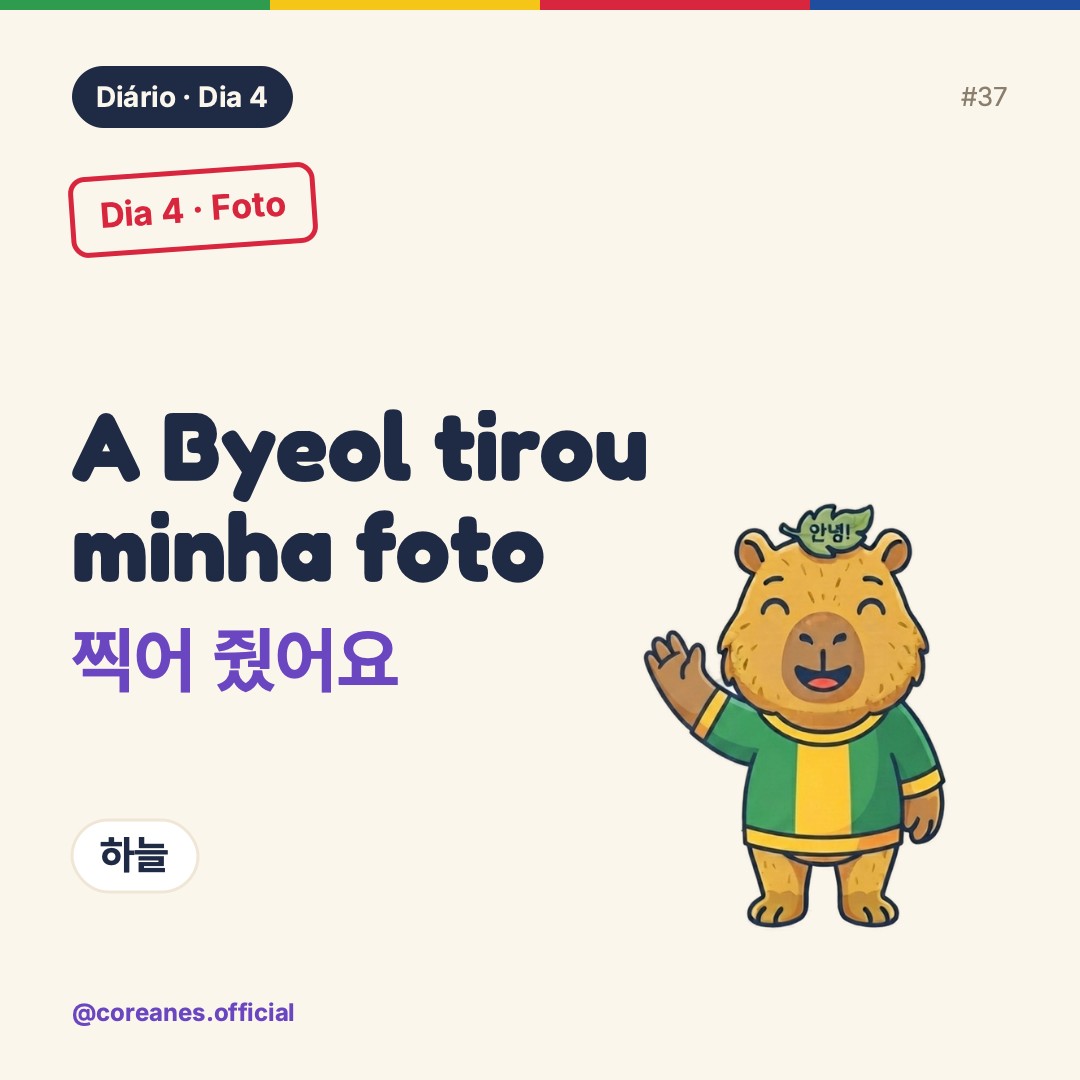 Diário · Dia 4
#37
Dia 4 · Foto
A Byeol tirou
minha foto
찍어 줬어요
안녕!
하늘
@coreanes.official